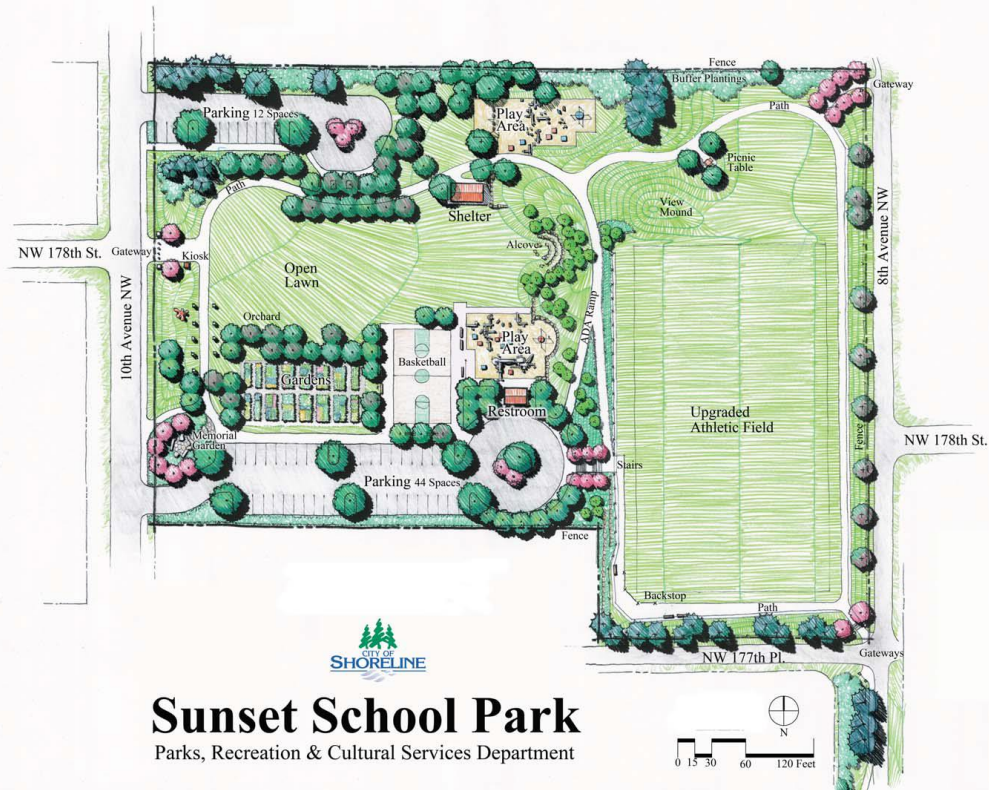 Fence
Buffer Plantings
Gateway
Path
Parking 12 Spaces
Play
Area
Picnic
Table
Path
View
Mound
Shelter
8th Avenue NW
NW 178th St.
Gateway
Kiosk
Alcove
Open
Lawn
10th Avenue NW
ADA Ramp
Orchard
Play
Area
Basketball
Gardens
Restroom
Upgraded
Athletic Field
Fence
NW 178th St.
Memorial
Garden
Stairs
Parking 44 Spaces
Fence
Backstop
Path
Gateways
NW 177th Pl.
CITY OF
SHORELINE
Sunset School Park
Parks, Recreation & Cultural Services Department
N
0 15 30 60 120 Feet